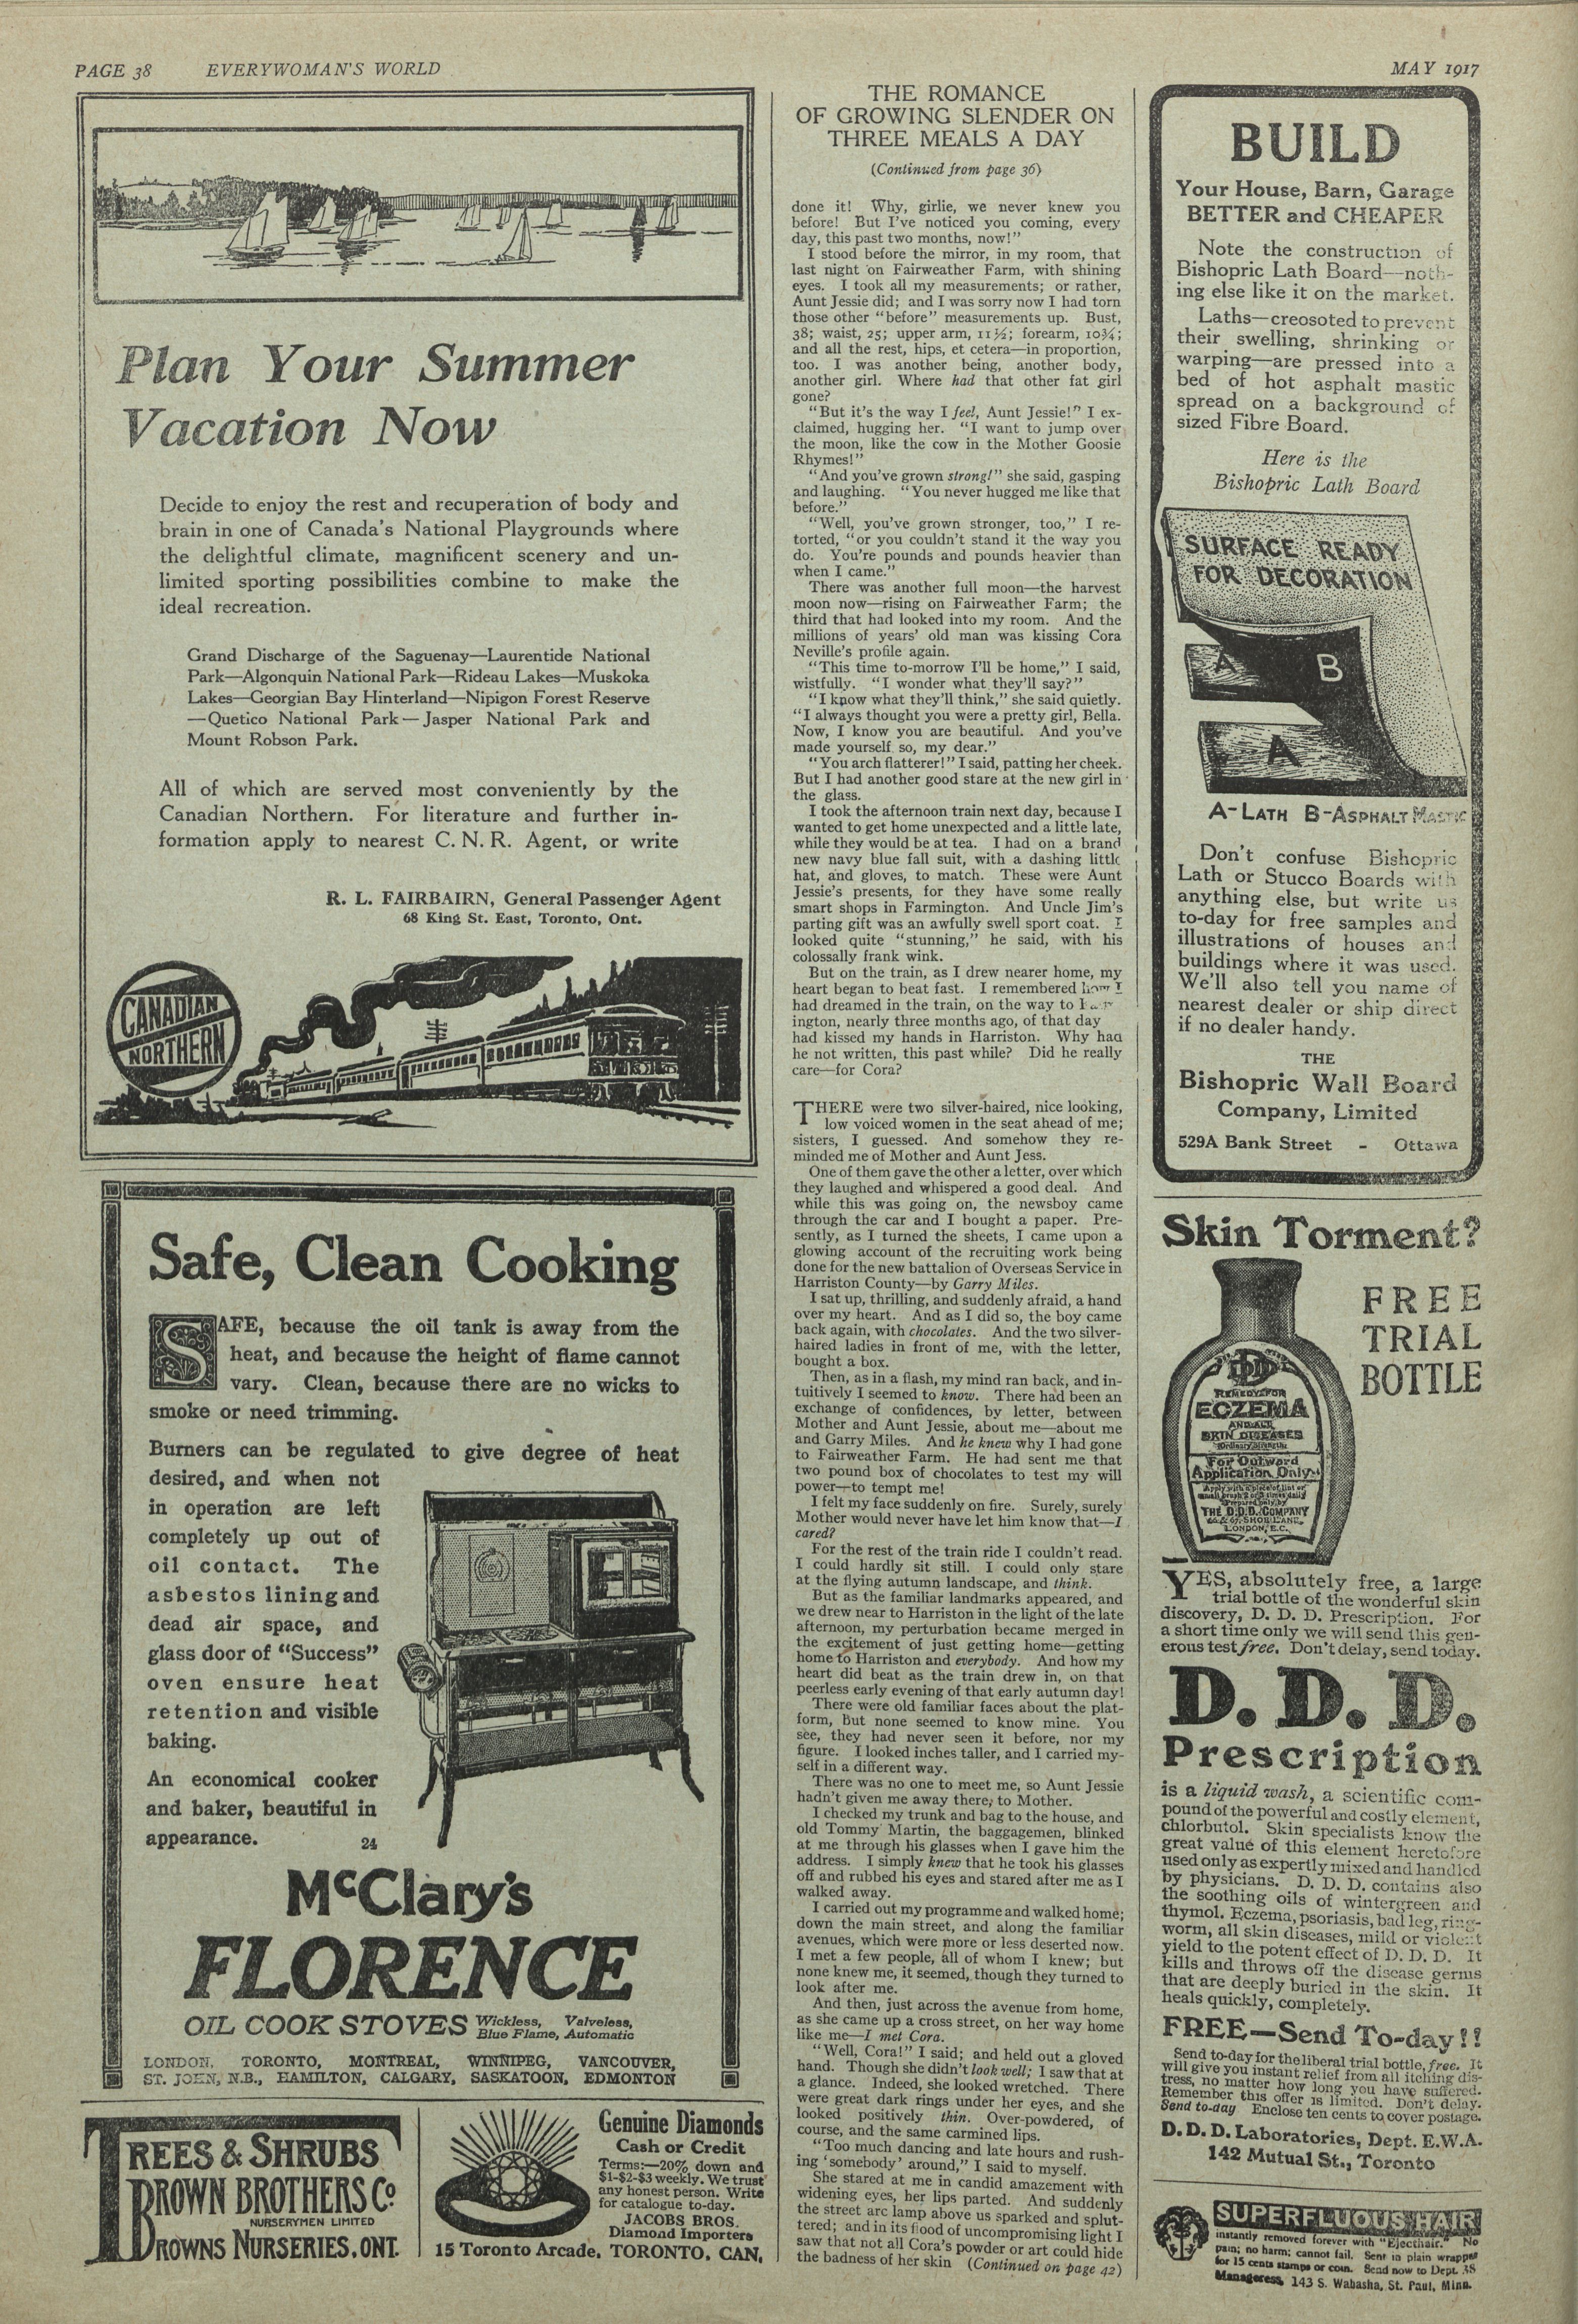 PAGE 38 EVERYWOMAN'S WORLD MAY 1917
Plan Your Summer
Vacation Now
Decide to enjoy the rest and recuperation of body and
brain in one of Canada's National Playgrounds where
the delightful climate, magnificent scenery and un-
limited sporting possibilities combine to make the
ideal recreation.
Grand Discharge of the Saguenay—Laurentide National
Park—Algonquin National Park—Rideau Lakes—Muskoka
Lakes—Georgian Bay Hinterland—Nipigon Forest Reserve
—Quetico National Park—Jasper National Park and
Mount Robson Park.
All of which are served most conveniently by the
Canadian Northern. For literature and further in-
formation apply to nearest C. N. R. Agent, or write
R. L. FAIRBAIRN, General Passenger Agent
68 King St. East, Toronto, Ont.
CANADIAN
NORTHERN
Safe, Clean Cooking
SAFE, because the oil tank is away from the
heat, and because the height of flame cannot
vary. Clean, because there are no wicks to
smoke or need trimming.
Burners can be regulated to give degree of heat
desired, and when not
in operation are left
completely up out of
oil contact. The
asbestos lining and
dead air space, and
glass door of "Success"
oven ensure heat
retention and visible
baking.
An economical cooker
and baker, beautiful in
appearance. 24
McClary's
FLORENCE
OIL COOK STOVES Wickless, Valveless,
Blue Flame, Automatic
LONDON, TORONTO, MONTREAL, WINNIPEG, VANCOUVER,
ST. JOHN, N.B., HAMILTON, CALGARY, SASKATOON, EDMONTON
TREES & SHRUBS
BROWN BROTHERS Co
NURSERYMEN LIMITED
BROWNS NURSERIES, ONT.
Genuine Diamonds
Cash or Credit
Terms:—20% down and
$1-$2-$3 weekly. We trust
any honest person. Write
for catalogue to-day.
JACOBS BROS.
Diamond Importers
15 Toronto Arcade, TORONTO, CAN.
THE ROMANCE
OF GROWING SLENDER ON
THREE MEALS A DAY
(Continued from page 36)
done it! Why, girlie, we never knew you
before! But I've noticed you coming, every
day, this past two months, now!"
I stood before the mirror, in my room, that
last night on Fairweather Farm, with shining
eyes. I took all my measurements; or rather,
Aunt Jessie did; and I was sorry now I had torn
those other "before" measurements up. Bust,
38; waist, 25; upper arm, 11½; forearm, 10¾;
and all the rest, hips, et cetera—in proportion,
too. I was another being, another body,
another girl. Where had that other fat girl
gone?
"But it's the way I feel, Aunt Jessie!" I ex-
claimed, hugging her. "I want to jump over
the moon, like the cow in the Mother Goosie
Rhymes!"
"And you've grown strong!" she said, gasping
and laughing. "You never hugged me like that
before."
"Well, you've grown stronger, too," I re-
torted, "or you couldn't stand it the way you
do. You're pounds and pounds heavier than
when I came."
There was another full moon—the harvest
moon now—rising on Fairweather Farm; the
third that had looked into my room. And the
millions of years' old man was kissing Cora
Neville's profile again.
"This time to-morrow I'll be home," I said,
wistfully. "I wonder what they'll say?"
"I know what they'll think," she said quietly.
"I always thought you were a pretty girl, Bella.
Now, I know you are beautiful. And you've
made yourself so, my dear."
"You arch flatterer!" I said, patting her cheek.
But I had another good stare at the new girl in
the glass.
I took the afternoon train next day, because I
wanted to get home unexpected and a little late,
while they would be at tea. I had on a brand
new navy blue fall suit, with a dashing little
hat, and gloves, to match. These were Aunt
Jessie's presents, for they have some really
smart shops in Farmington. And Uncle Jim's
parting gift was an awfully swell sport coat. I
looked quite "stunning," he said, with his
colossally frank wink.
But on the train, as I drew nearer home, my
heart began to beat fast. I remembered how I
had dreamed in the train, on the way to
ington, nearly three months ago, of that day
had kissed my hands in Harriston. Why had
he not written, this past while? Did he really
care—for Cora?
THERE were two silver-haired, nice looking,
low voiced women in the seat ahead of me;
sisters, I guessed. And somehow they re-
minded me of Mother and Aunt Jess.
One of them gave the other a letter, over which
they laughed and whispered a good deal. And
while this was going on, the newsboy came
through the car and I bought a paper. Pre-
sently, as I turned the sheets, I came upon a
glowing account of the recruiting work being
done for the new battalion of Overseas Service in
Harriston County—by Garry Miles.
I sat up, thrilling, and suddenly afraid, a hand
over my heart. And as I did so, the boy came
back again, with chocolates. And the two silver-
haired ladies in front of me, with the letter,
bought a box.
Then, as in a flash, my mind ran back, and in-
tuitively I seemed to know. There had been an
exchange of confidences, by letter, between
Mother and Aunt Jessie, about me—about me
and Garry Miles. And he knew why I had gone
to Fairweather Farm. He had sent me that
two pound box of chocolates to test my will
power—to tempt me!
I felt my face suddenly on fire. Surely, surely
Mother would never have let him know that—I
cared?
For the rest of the train ride I couldn't read.
I could hardly sit still. I could only stare
at the flying autumn landscape, and think.
But as the familiar landmarks appeared, and
we drew near to Harriston in the light of the late
afternoon, my perturbation became merged in
the excitement of just getting home—getting
home to Harriston and everybody. And how my
heart did beat as the train drew in, on that
peerless early evening of that early autumn day!
There were old familiar faces about the plat-
form, but none seemed to know mine. You
see, they had never seen it before, nor my
figure. I looked inches taller, and I carried my-
self in a different way.
There was no one to meet me, so Aunt Jessie
hadn't given me away there, to Mother.
I checked my trunk and bag to the house, and
old Tommy Martin, the baggagemen, blinked
at me through his glasses when I gave him the
address. I simply knew that he took his glasses
off and rubbed his eyes and stared after me as I
walked away.
I carried out my programme and walked home;
down the main street, and along the familiar
avenues, which were more or less deserted now.
I met a few people, all of whom I knew; but
none knew me, it seemed, though they turned to
look after me.
And then, just across the avenue from home,
as she came up a cross street, on her way home
like me—I met Cora.
"Well, Cora!" I said; and held out a gloved
hand. Though she didn't look well; I saw that at
a glance. Indeed, she looked wretched. There
were great dark rings under her eyes, and she
looked positively thin. Over-powdered, of
course, and the same carmined lips.
"Too much dancing and late hours and rush-
ing 'somebody' around," I said to myself.
She stared at me in candid amazement with
widening eyes, her lips parted. And suddenly
the street arc lamp above us sparked and splut-
tered; and in its flood of uncompromising light I
saw that not all Cora's powder or art could hide
the badness of her skin (Continued on page 42)
BUILD
Your House, Barn, Garage
BETTER and CHEAPER
Note the construction of
Bishopric Lath Board—noth-
ing else like it on the market.
Laths—creosoted to prevent
their swelling, shrinking or
warping—are pressed into a
bed of hot asphalt mastic
spread on a background of
sized Fibre Board.
Here is the
Bishopric Lath Board
SURFACE READY
FOR DECORATION
A B
A
A-LATH B-ASPHALT MASTIC
Don't confuse Bishopric
Lath or Stucco Boards with
anything else, but write us
to-day for free samples and
illustrations of houses and
buildings where it was used.
We'll also tell you name of
nearest dealer or ship direct
if no dealer handy.
THE
Bishopric Wall Board
Company, Limited
529A Bank Street - Ottawa
Skin Torment?
FREE
TRIAL
BOTTLE
DDD
REMEDY FOR
ECZEMA
AND ALL
SKIN DISEASES
For Outward
Application Only
Prepared only by
THE D.D.D. COMPANY
LONDON, E.C.
YES, absolutely free, a large
trial bottle of the wonderful skin
discovery, D. D. D. Prescription. For
a short time only we will send this gen-
erous test free. Don't delay, send today.
D. D. D.
Prescription
is a liquid wash, a scientific com-
pound of the powerful and costly element,
chlorbutol. Skin specialists know the
great value of this element heretofore
used only as expertly mixed and handled
by physicians. D. D. D. contains also
the soothing oils of wintergreen and
thymol. Eczema, psoriasis, bad leg, ring-
worm, all skin diseases, mild or violent
yield to the potent effect of D. D. D. It
kills and throws off the disease germs
that are deeply buried in the skin. It
heals quickly, completely.
FREE—Send To-day!!
Send to-day for the liberal trial bottle, free. It
will give you instant relief from all itching dis-
tress, no matter how long you have suffered.
Remember this offer is limited. Don't delay.
Send to-day Enclose ten cents to cover postage.
D. D. D. Laboratories, Dept. E.W.A.
142 Mutual St., Toronto
SUPERFLUOUS HAIR
instantly removed forever with "Ejecthair." No
pain; no harm; cannot fail. Sent in plain wrapper
for 15 cents stamps or coin. Send now to Dept. 38
Manageress, 143 S. Wabasha, St. Paul, Minn.